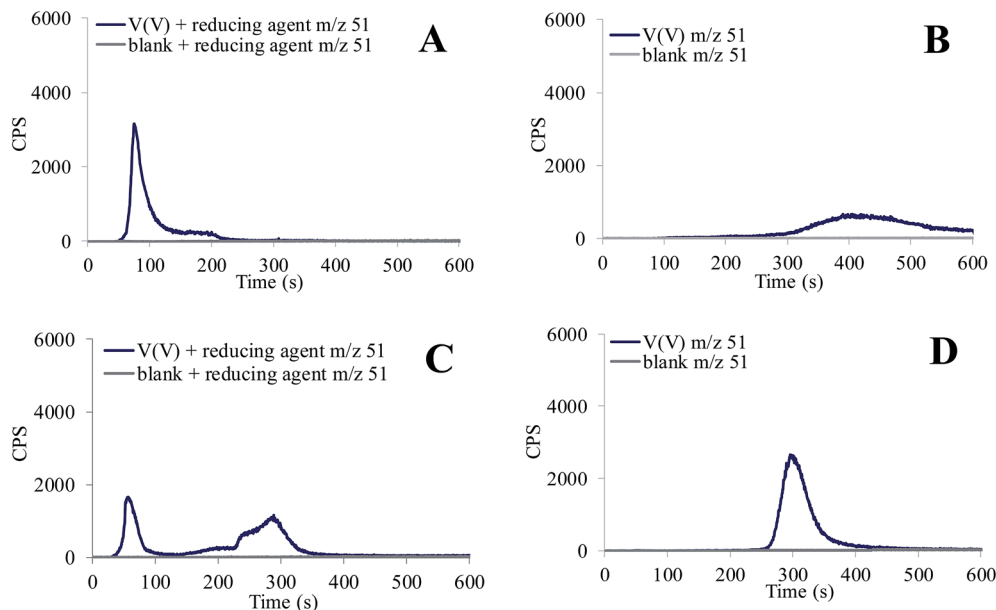 6000
V(V) + reducing agent m/z 51
blank + reducing agent m/z 51
A
4000
CPS
2000
0
0 100 200 300 400 500 600
Time (s)
6000
V(V) m/z 51
blank m/z 51
B
4000
CPS
2000
0
0 100 200 300 400 500 600
Time (s)
6000
V(V) + reducing agent m/z 51
blank + reducing agent m/z 51
C
4000
CPS
2000
0
0 100 200 300 400 500 600
Time (s)
6000
V(V) m/z 51
blank m/z 51
D
4000
CPS
2000
0
0 100 200 300 400 500 600
Time (s)